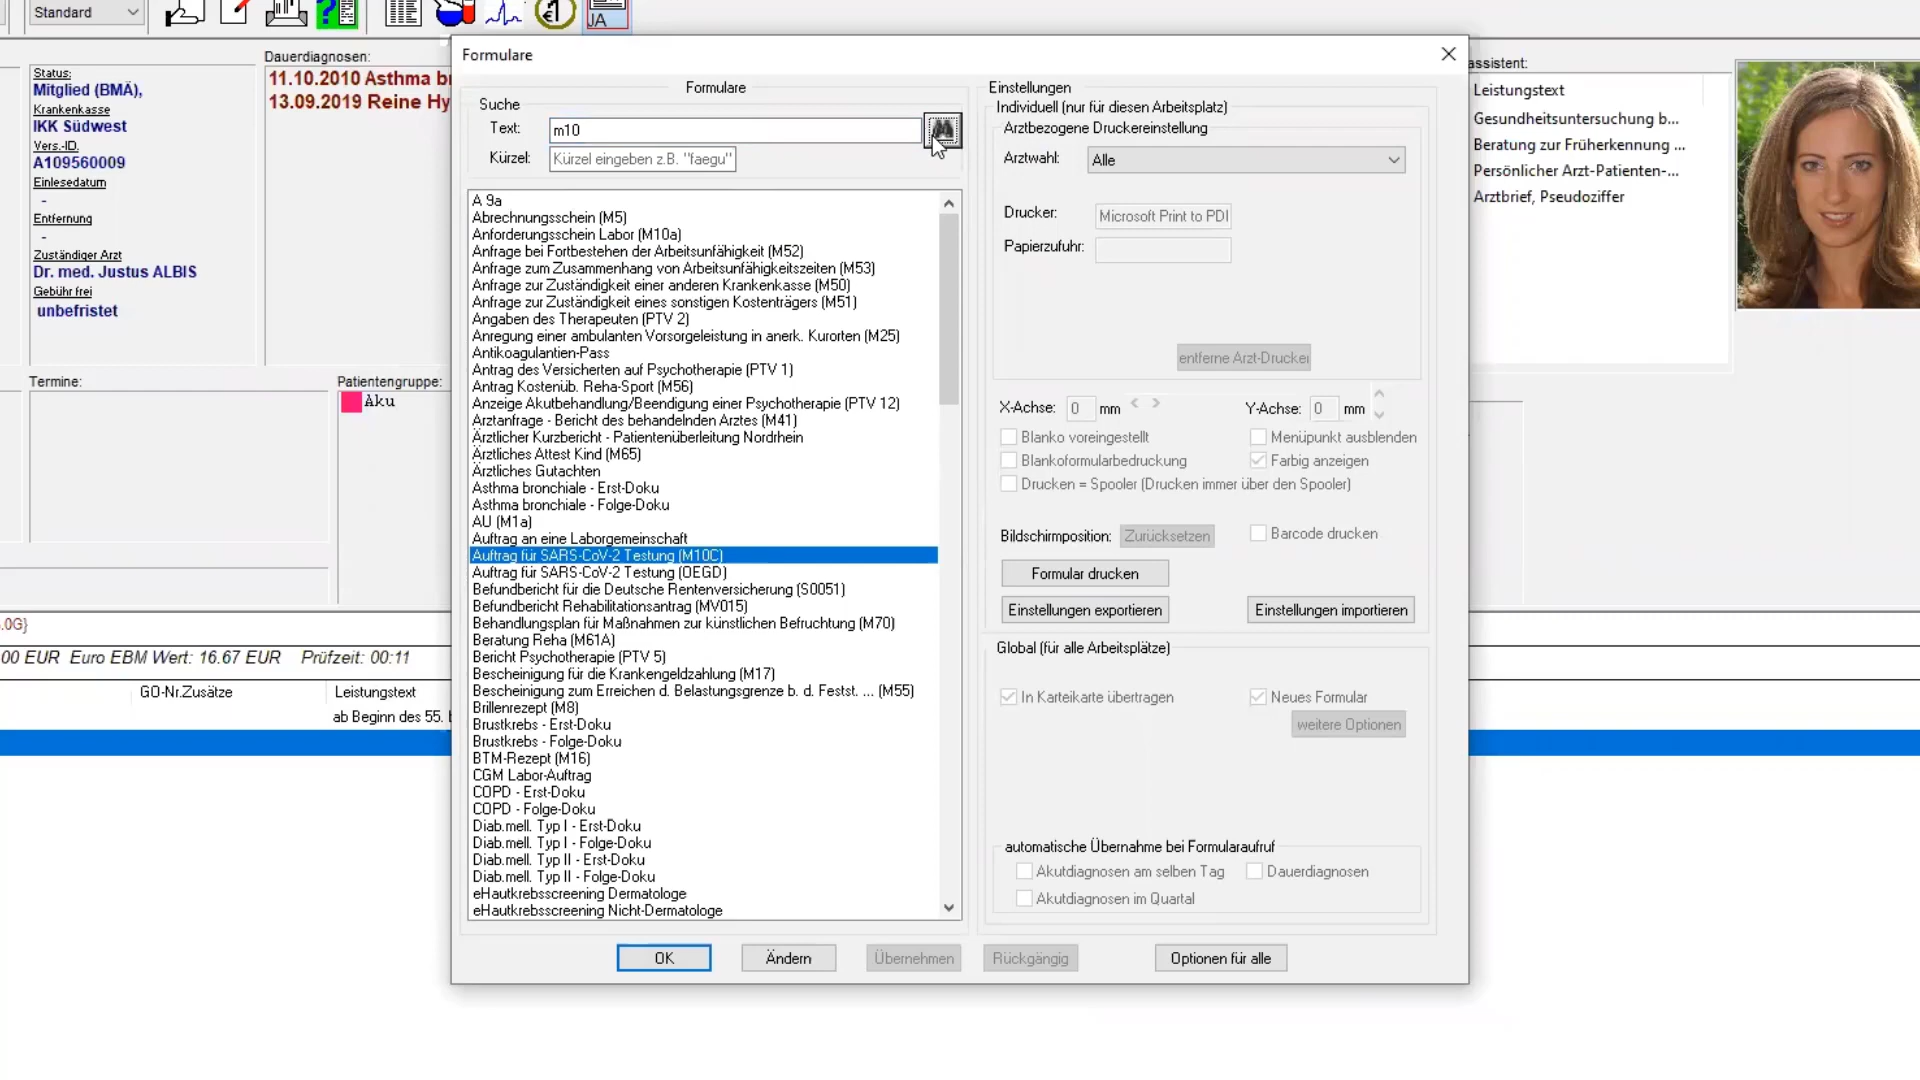 Standard
JA
Status:
Mitglied (BMÄ),
Krankenkasse
IKK Südwest
Vers.-ID.
A109560009
Einlesedatum
-
Entfernung
-
Zuständiger Arzt
Dr. med. Justus ALBIS
Gebühr frei
unbefristet
Dauerdiagnosen:
11.10.2010 Asthma
13.09.2019 Reine
Termine:
Patientengruppe:
Aku
.0G}
00 EUR Euro EBM Wert: 16.67 EUR Prüfzeit: 00:11
GO-Nr.Zusätze Leistungstext
ab Beginn des 55.
Formulare
Formulare
Suche
Text: m10
Kürzel: Kürzel eingeben z.B. "faegu"
A 9a
Abrechnungsschein (M5)
Anforderungsschein Labor (M10a)
Anfrage bei Fortbestehen der Arbeitsunfähigkeit (M52)
Anfrage zum Zusammenhang von Arbeitsunfähigkeitszeiten (M53)
Anfrage zur Zuständigkeit einer anderen Krankenkasse (M50)
Anfrage zur Zuständigkeit eines sonstigen Kostenträgers (M51)
Angaben des Therapeuten (PTV 2)
Anregung einer ambulanten Vorsorgeleistung in anerk. Kurorten (M25)
Antikoagulantien-Pass
Antrag des Versicherten auf Psychotherapie (PTV 1)
Antrag Kostenüb. Reha-Sport (M56)
Anzeige Akutbehandlung/Beendigung einer Psychotherapie (PTV 12)
Arztanfrage - Bericht des behandelnden Arztes (M41)
Ärztlicher Kurzbericht - Patientenüberleitung Nordrhein
Ärztliches Attest Kind (M65)
Ärztliches Gutachten
Asthma bronchiale - Erst-Doku
Asthma bronchiale - Folge-Doku
AU (M1a)
Auftrag an eine Laborgemeinschaft
Auftrag für SARS-CoV-2 Testung (M10C)
Auftrag für SARS-CoV-2 Testung (OEGD)
Befundbericht für die Deutsche Rentenversicherung (S0051)
Befundbericht Rehabilitationsantrag (MV015)
Behandlungsplan für Maßnahmen zur künstlichen Befruchtung (M70)
Beratung Reha (M61A)
Bericht Psychotherapie (PTV 5)
Bescheinigung für die Krankengeldzahlung (M17)
Bescheinigung zum Erreichen d. Belastungsgrenze b. d. Festst. ... (M55)
Brillenrezept (M8)
Brustkrebs - Erst-Doku
Brustkrebs - Folge-Doku
BTM-Rezept (M16)
CGM Labor-Auftrag
COPD - Erst-Doku
COPD - Folge-Doku
Diab.mell. Typ I - Erst-Doku
Diab.mell. Typ I - Folge-Doku
Diab.mell. Typ II - Erst-Doku
Diab.mell. Typ II - Folge-Doku
eHautkrebsscreening Dermatologe
eHautkrebsscreening Nicht-Dermatologe
Einstellungen
Individuell (nur für diesen Arbeitsplatz)
Arztbezogene Druckereinstellung
Arztwahl: Alle
Drucker: Microsoft Print to PDI
Papierzufuhr:
entferne Arzt-Drucker
X-Achse: 0 mm Y-Achse: 0 mm
Blanko voreingestellt Menüpunkt ausblenden
Blankoformularbedruckung Farbig anzeigen
Drucken = Spooler (Drucken immer über den Spooler)
Bildschirmposition: Zurücksetzen Barcode drucken
Formular drucken
Einstellungen exportieren Einstellungen importieren
Global (für alle Arbeitsplätze)
In Karteikarte übertragen Neues Formular
weitere Optionen
automatische Übernahme bei Formularaufruf
Akutdiagnosen am selben Tag Dauerdiagnosen
Akutdiagnosen im Quartal
OK Ändern Übernehmen Rückgängig Optionen für alle
assistent:
Leistungstext
Gesundheitsuntersuchung b...
Beratung zur Früherkennung ...
Persönlicher Arzt-Patienten-...
Arztbrief, Pseudoziffer